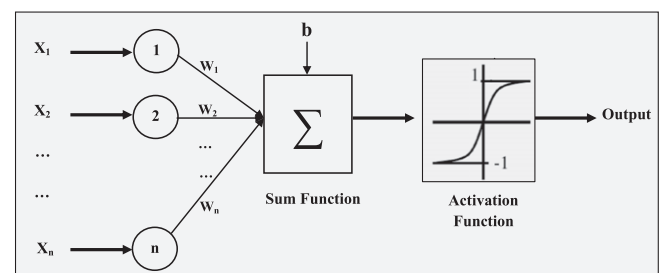 b
X₁
1
W₁
X₂
2
W₂
...
...
...
...
Wₙ
Xₙ
n
∑
Sum Function
1
-1
Activation
Function
Output